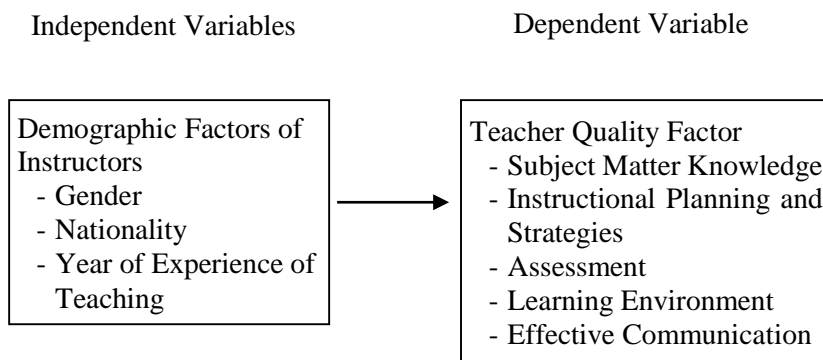 Independent Variables
Dependent Variable
Demographic Factors of
Instructors
- Gender
- Nationality
- Year of Experience of
Teaching
Teacher Quality Factor
- Subject Matter Knowledge
- Instructional Planning and
Strategies
- Assessment
- Learning Environment
- Effective Communication